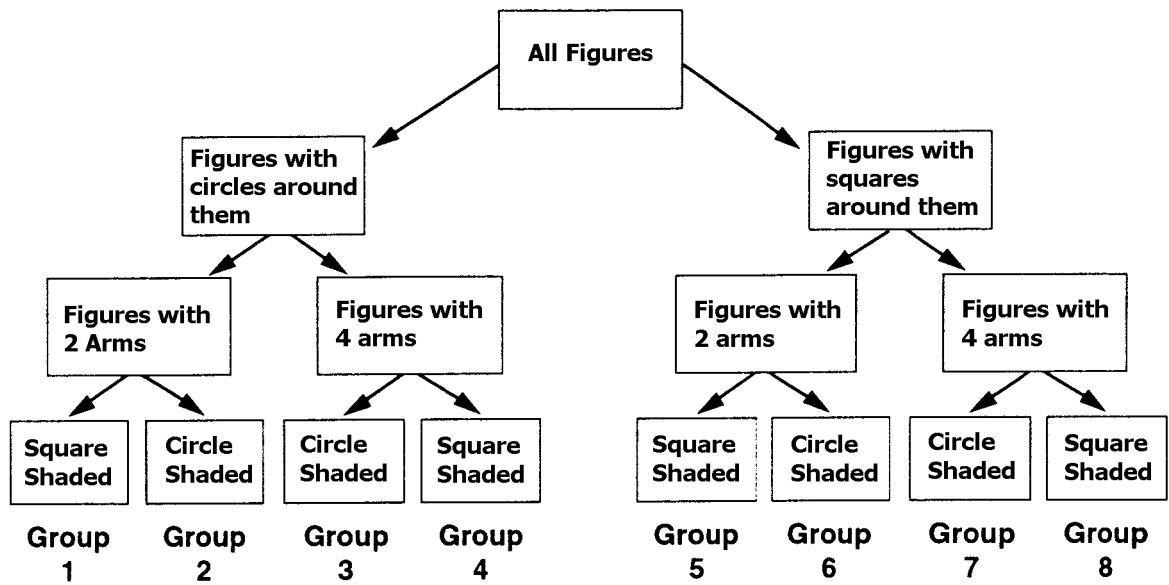 All Figures
Figures with
circles around
them
Figures with
squares
around them
Figures with
2 Arms
Figures with
4 arms
Figures with
2 arms
Figures with
4 arms
Square
Shaded
Circle
Shaded
Circle
Shaded
Square
Shaded
Square
Shaded
Circle
Shaded
Circle
Shaded
Square
Shaded
Group
1
Group
2
Group
3
Group
4
Group
5
Group
6
Group
7
Group
8